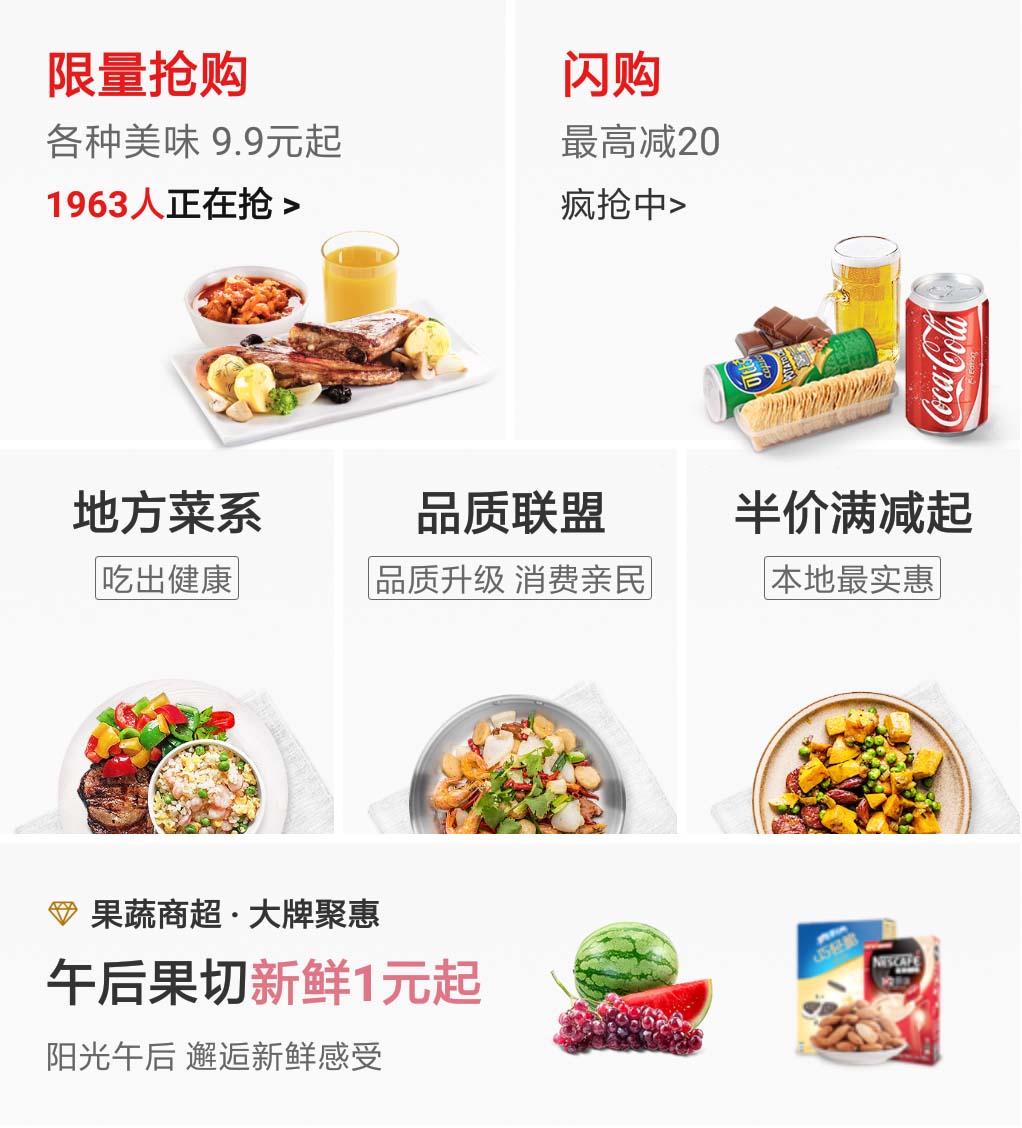 限量抢购
各种美味 9.9元起
1963人正在抢 >
闪购
最高减20
疯抢中>
Coca-Cola
地方菜系
吃出健康
品质联盟
品质升级 消费亲民
半价满减起
本地最实惠
果蔬商超 · 大牌聚惠
午后果切新鲜1元起
阳光午后 邂逅新鲜感受
NESCAFÉ